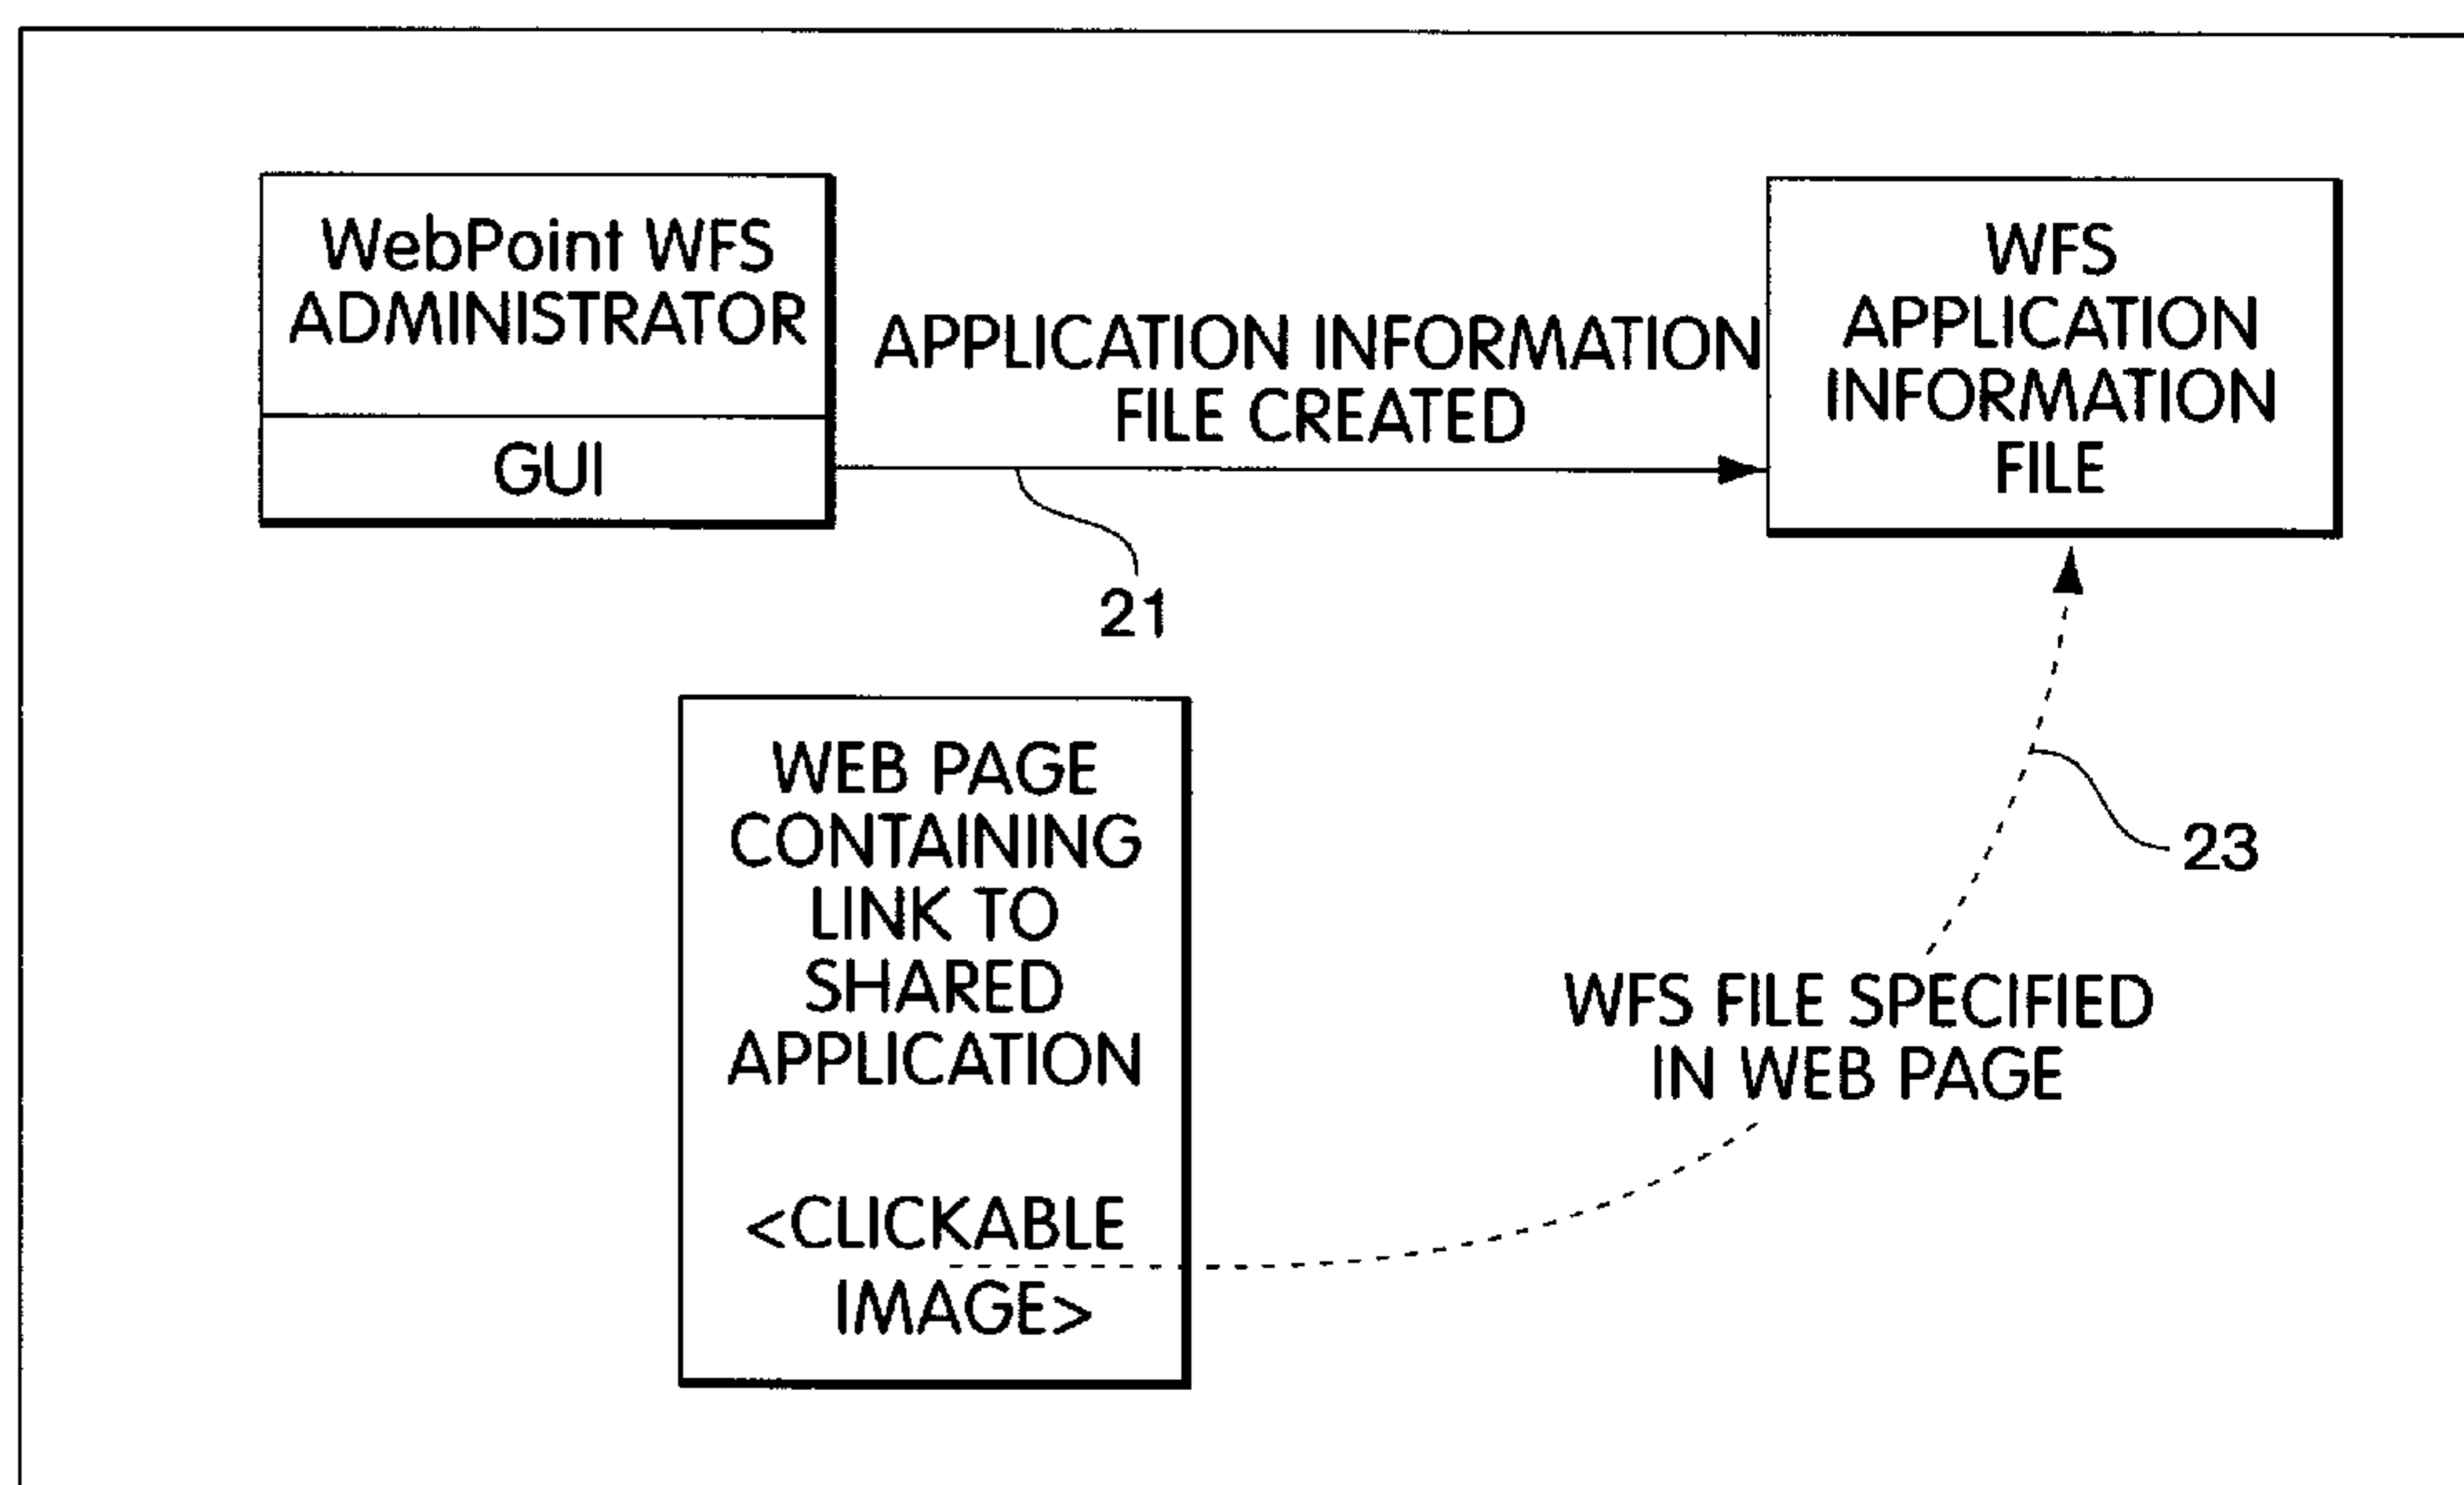 WebPoint WFS
ADMINISTRATOR
GUI
APPLICATION INFORMATION
FILE CREATED
21
WFS
APPLICATION
INFORMATION
FILE
WEB PAGE
CONTAINING
LINK TO
SHARED
APPLICATION
<CLICKABLE
IMAGE>
23
WFS FILE SPECIFIED
IN WEB PAGE